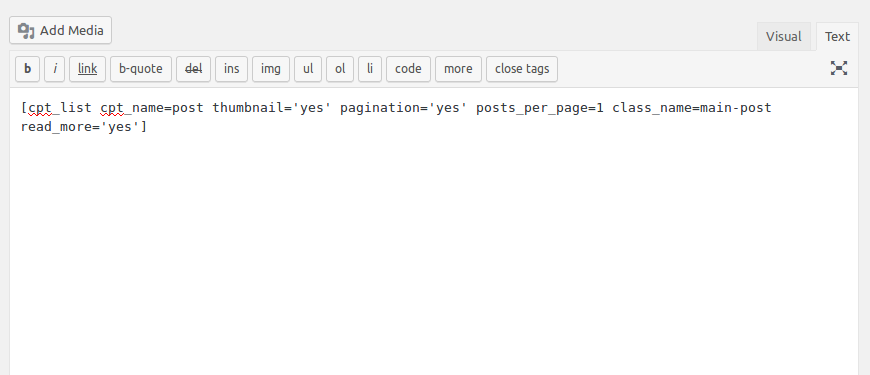 Add Media
Visual Text
b i link b-quote del ins img ul ol li code more close tags
[cpt_list cpt_name=post thumbnail='yes' pagination='yes' posts_per_page=1 class_name=main-post
read_more='yes']